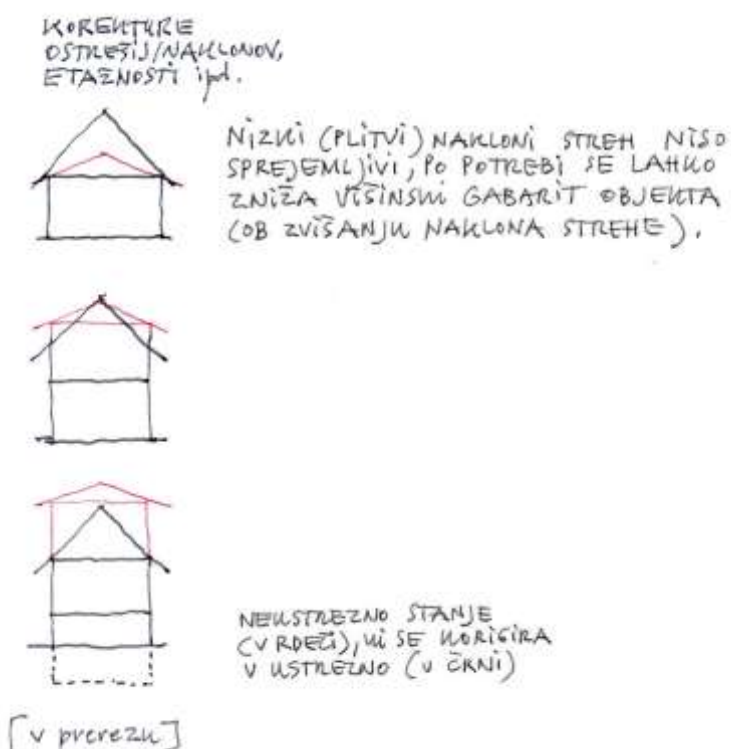 KOREKTURE
OSTREŠIJ/NAKLONOV,
ETAŽNOSTI ipd.
NIZKI (PLITVI) NAKLONI STREH NISO
SPREJEMLJIVI, PO POTREBI SE LAHKO
ZNIŽA VIŠINSKI GABARIT OBJEKTA
(OB ZVIŠANJU NAKLONA STREHE).
NEUSTREZNO STANJE
(V RDEČI), KI SE KORIGIRA
V USTREZNO (V ČRNI)
[v prerezu]